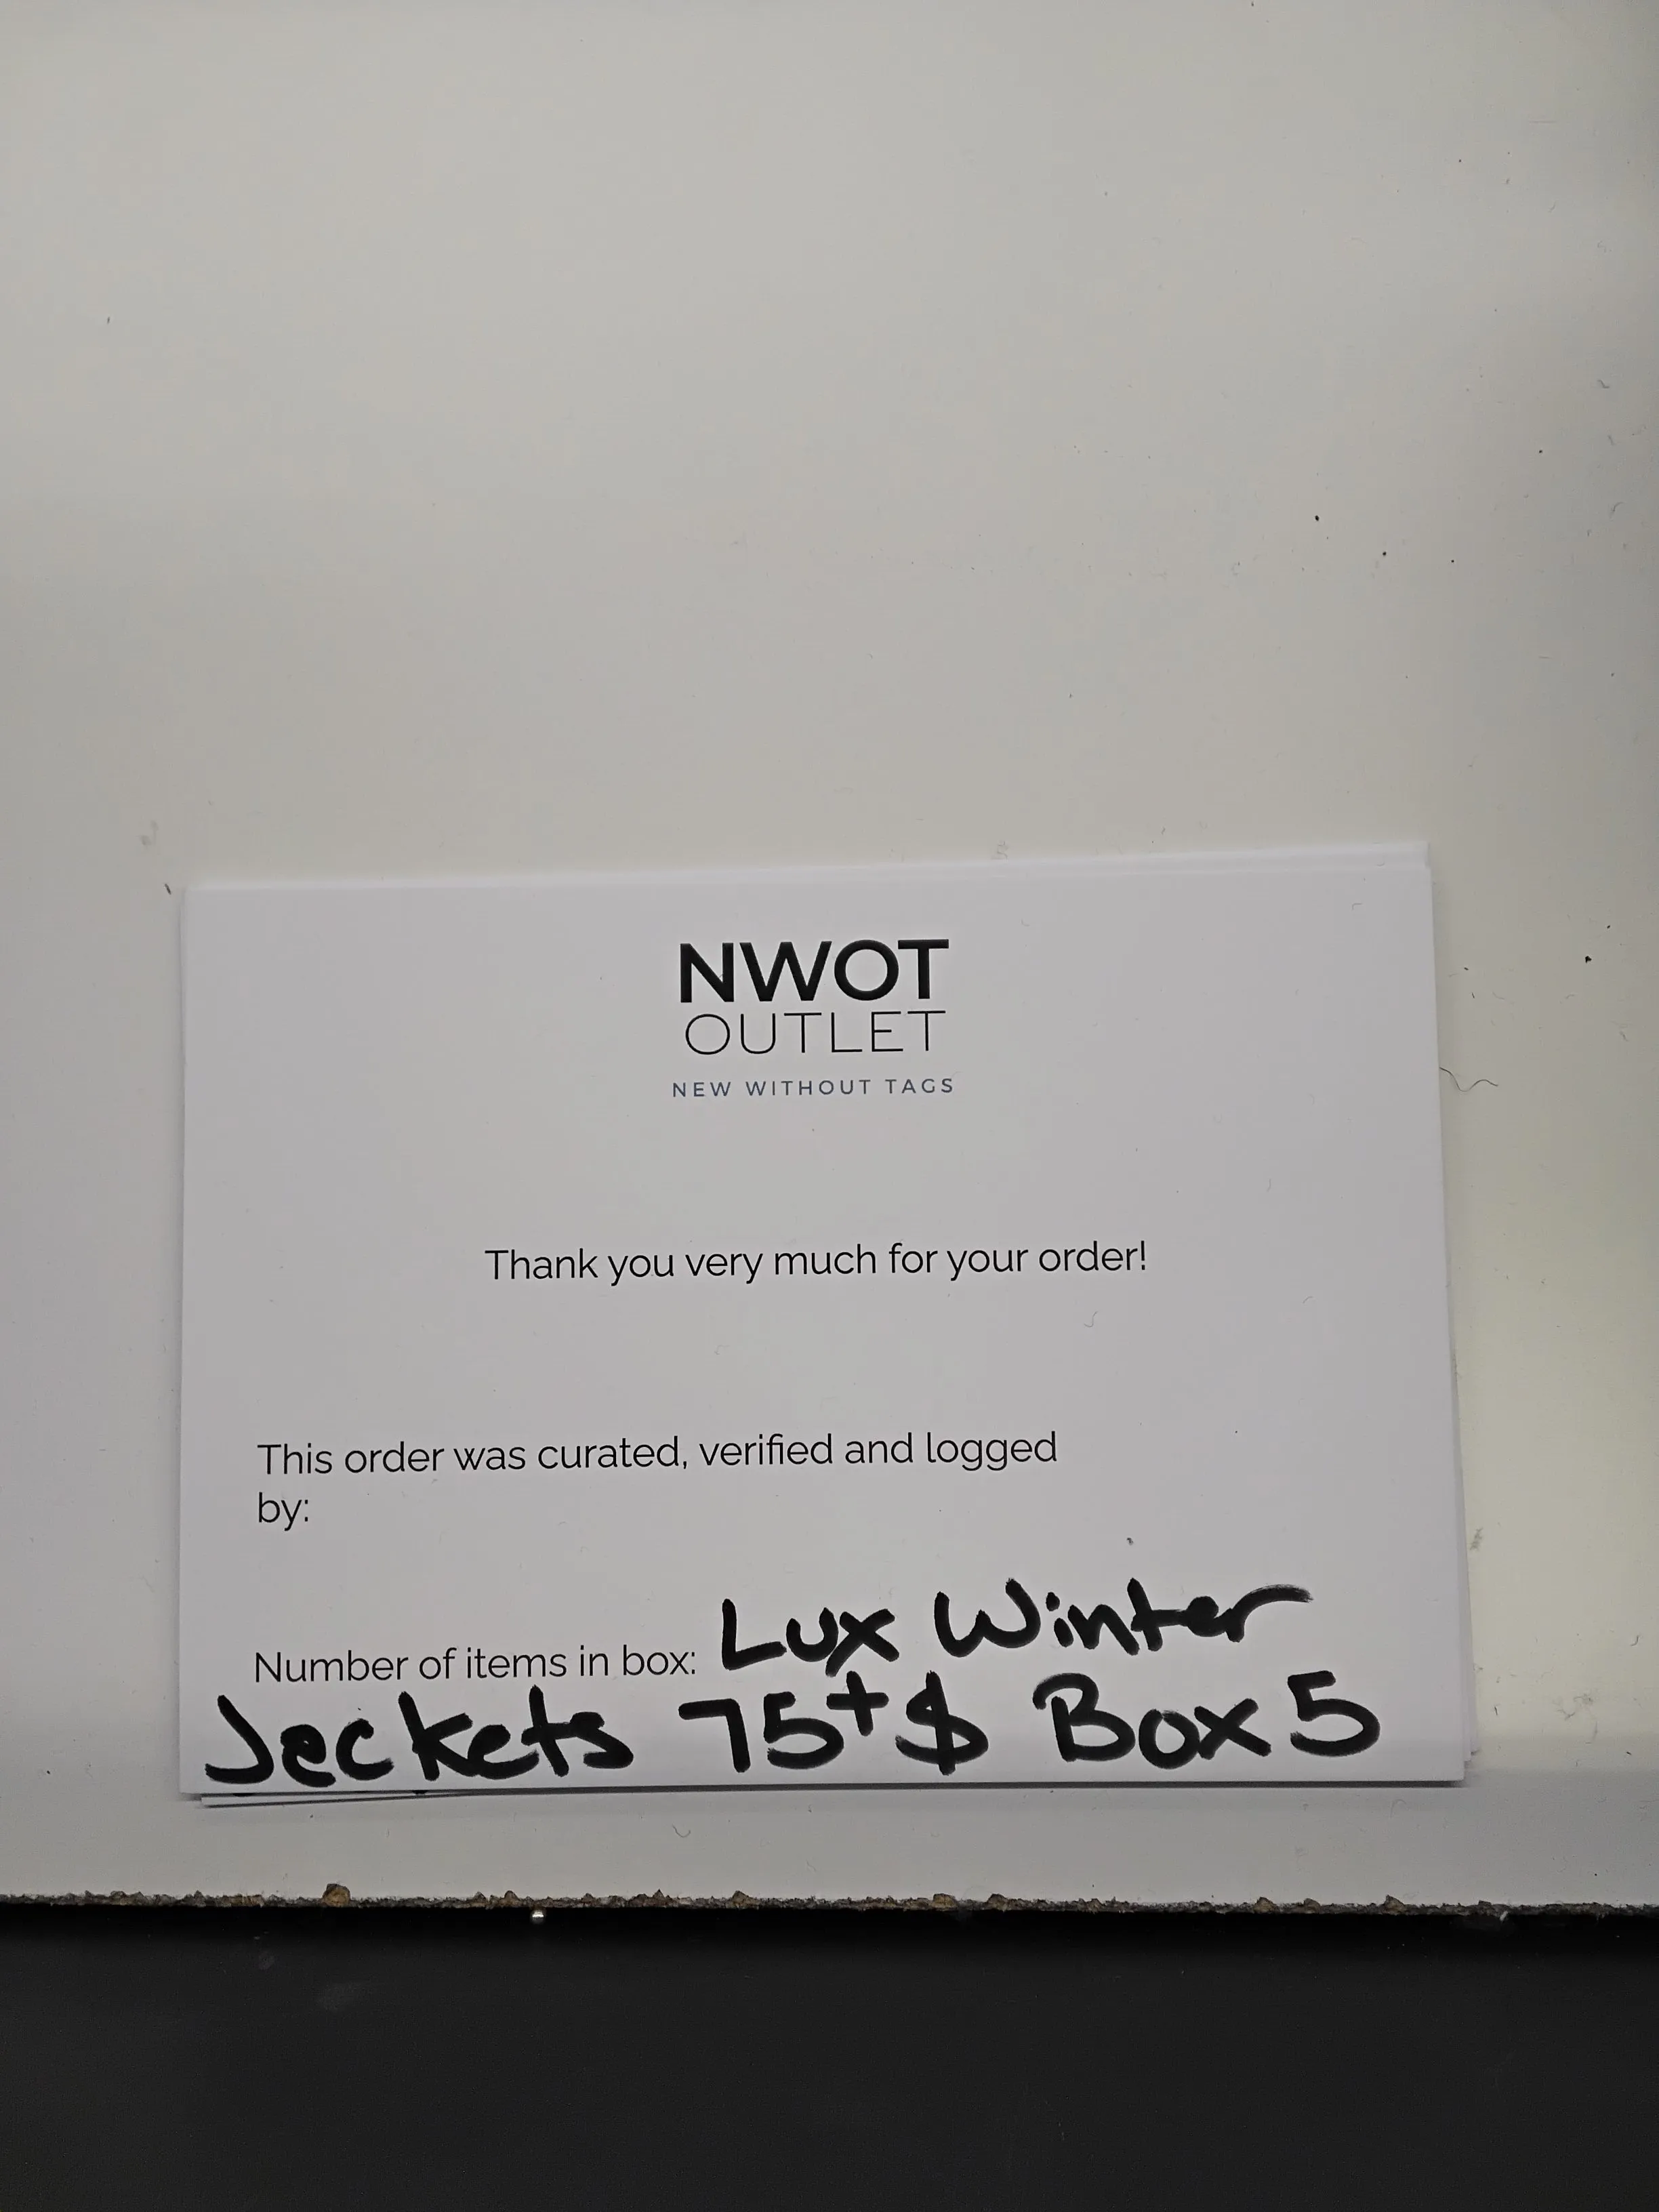 NWOT
OUTLET
NEW WITHOUT TAGS
Thank you very much for your order!
This order was curated, verified and logged
by:
Number of items in box: Lux Winter
Jeckets 75+$ Box 5